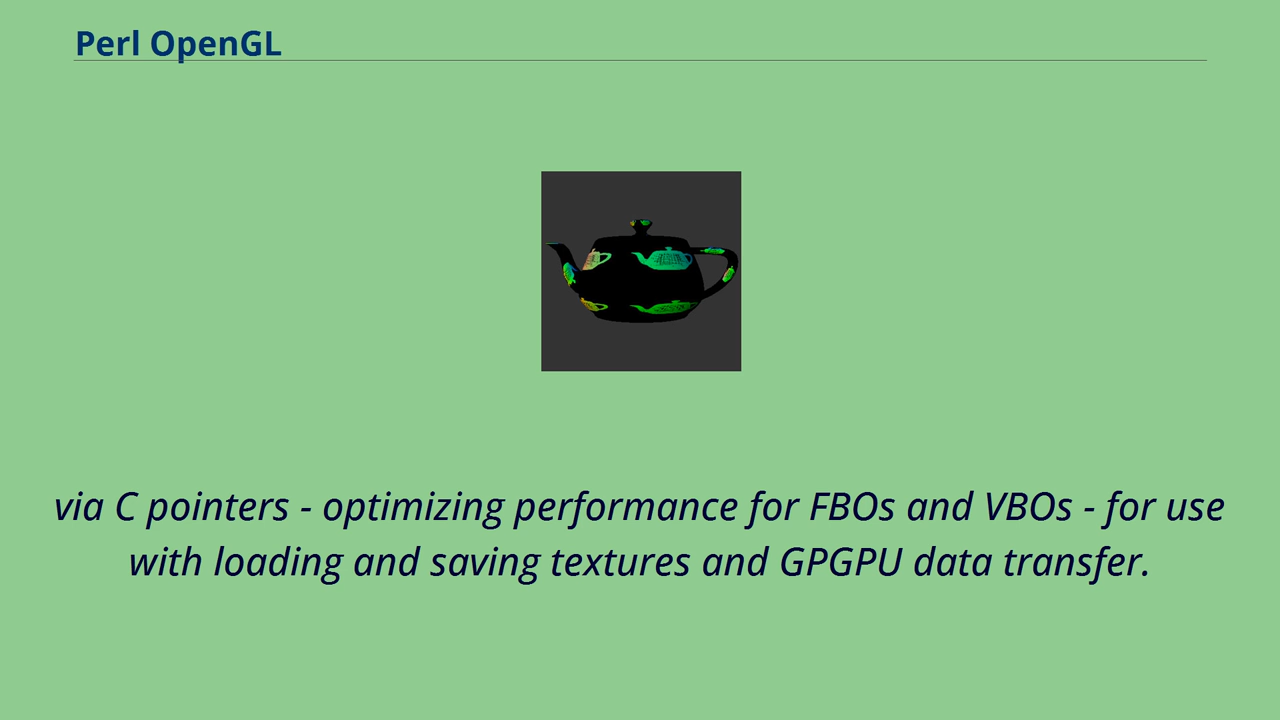 Perl OpenGL
via C pointers - optimizing performance for FBOs and VBOs - for use
with loading and saving textures and GPGPU data transfer.